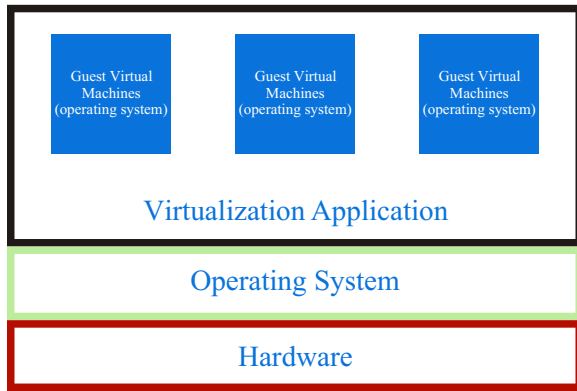 Guest Virtual
Machines
(operating system)
Guest Virtual
Machines
(operating system)
Guest Virtual
Machines
(operating system)
Virtualization Application
Operating System
Hardware